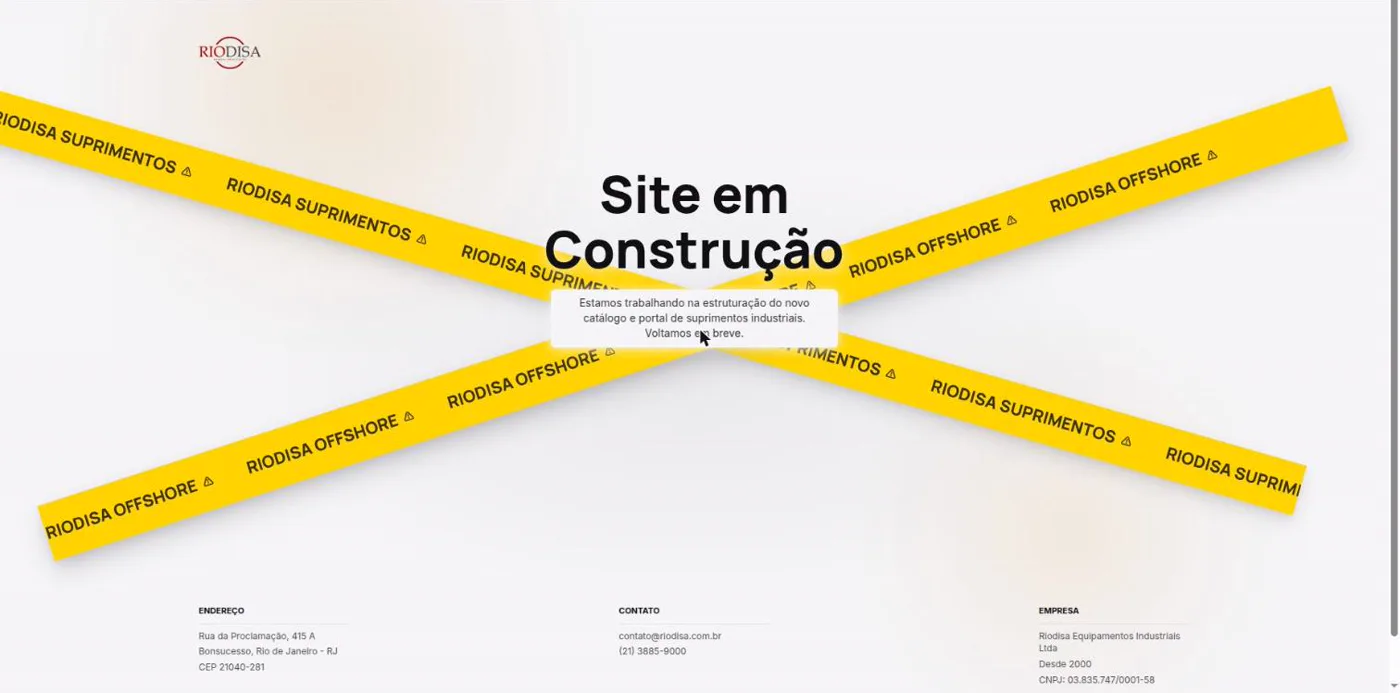 RIODISA
RIODISA SUPRIMENTOS ⚠ RIODISA SUPRIMENTOS ⚠ RIODISA
RIODISA OFFSHORE ⚠
RIODISA OFFSHORE ⚠
Site em
Construção
Estamos trabalhando na estruturação do novo
catálogo e portal de suprimentos industriais.
Voltamos em breve.
RIODISA OFFSHORE ⚠ RIODISA OFFSHORE ⚠ RIODISA OFFSHORE ⚠
RIODISA SUPRIMENTOS ⚠ RIODISA
ENDEREÇO
Rua da Proclamação, 415 A
Bonsucesso, Rio de Janeiro - RJ
CEP 21040-281
CONTATO
contato@riodisa.com.br
(21) 3885-9000
EMPRESA
Riodisa Equipamentos Industriais
Ltda
Desde 2000
CNPJ: 03.835.747/0001-58